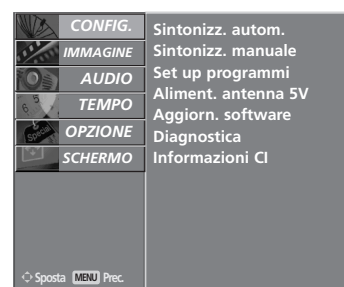 CONFIG.
IMMAGINE
AUDIO
TEMPO
OPZIONE
SCHERMO
Sintonizz. autom.
Sintonizz. manuale
Set up programmi
Aliment. antenna 5V
Aggiorn. software
Diagnostica
Informazioni CI
Sposta MENU Prec.